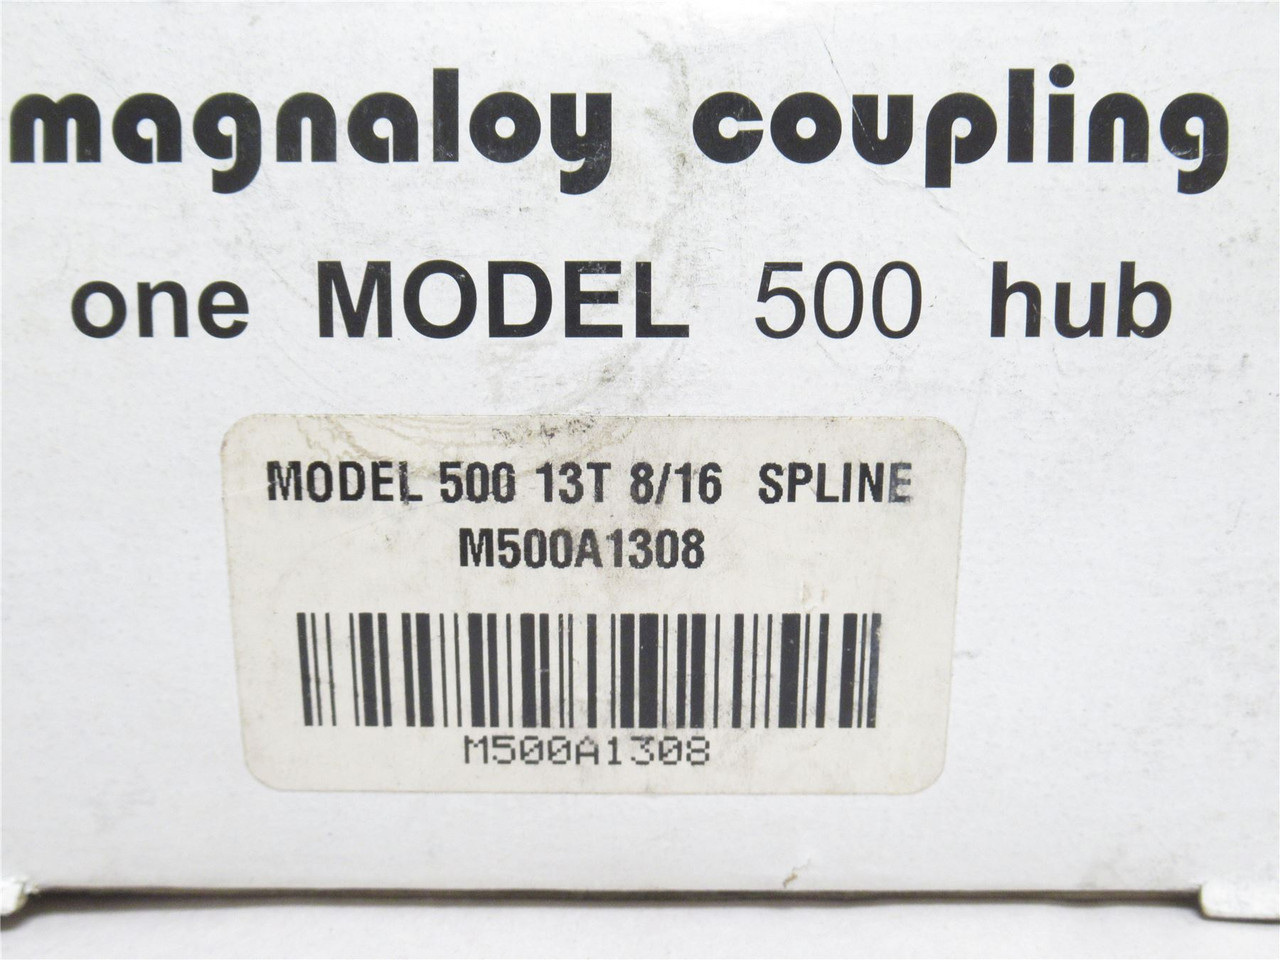 magnaloy coupling
one MODEL 500 hub
MODEL 500 13T 8/16 SPLINE
M500A1308
M500A1308